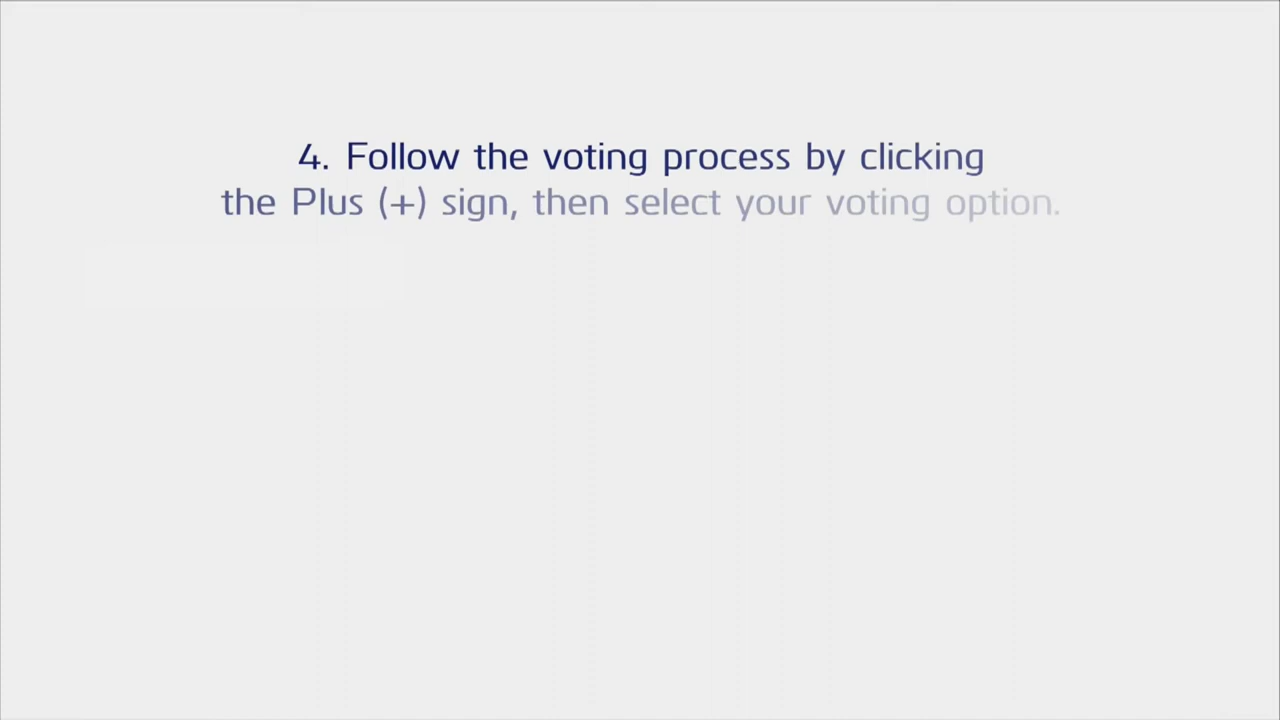 4. Follow the voting process by clicking
the Plus (+) sign, then select your voting option.